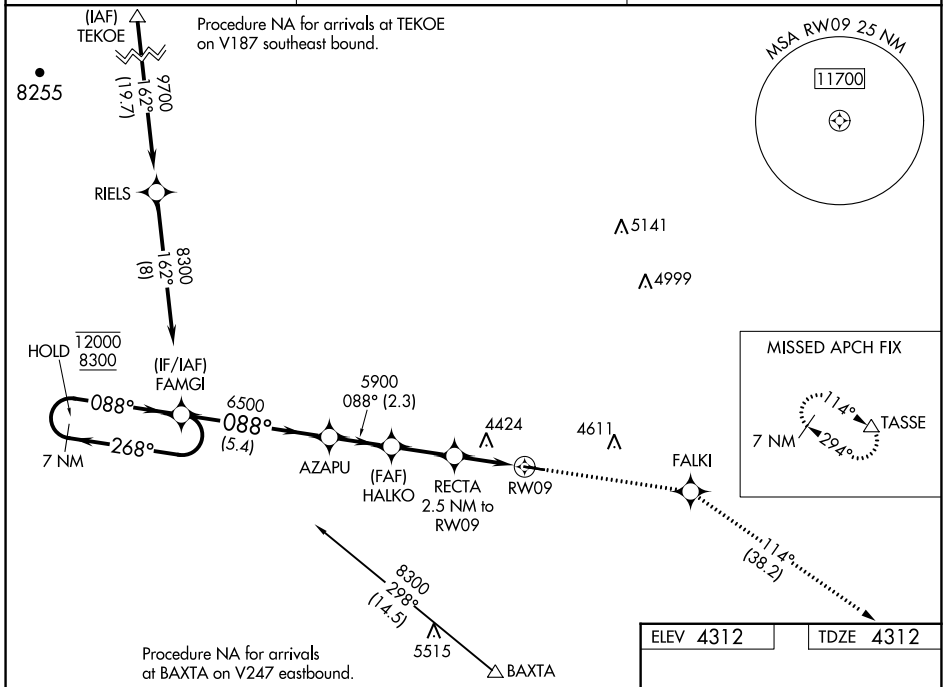 (IAF)
TEKOE
Procedure NA for arrivals at TEKOE
on V187 southeast bound.
MSA RW09 25 NM
11700
8255
9700
162°
(19.7)
RIELS
8300
162°
(8)
5141
4999
HOLD
12000
8300
(IF/IAF)
FAMGI
088°
268°
7 NM
6500
088°
(5.4)
5900
088° (2.3)
AZAPU
(FAF)
HALKO
RECTA
2.5 NM to
RW09
4424
RW09
4611
FALKI
114°
(38.2)
MISSED APCH FIX
114°
TASSE
7 NM
294°
8300
298°
(14.5)
5515
BAXTA
Procedure NA for arrivals
at BAXTA on V247 eastbound.
ELEV 4312
TDZE 4312